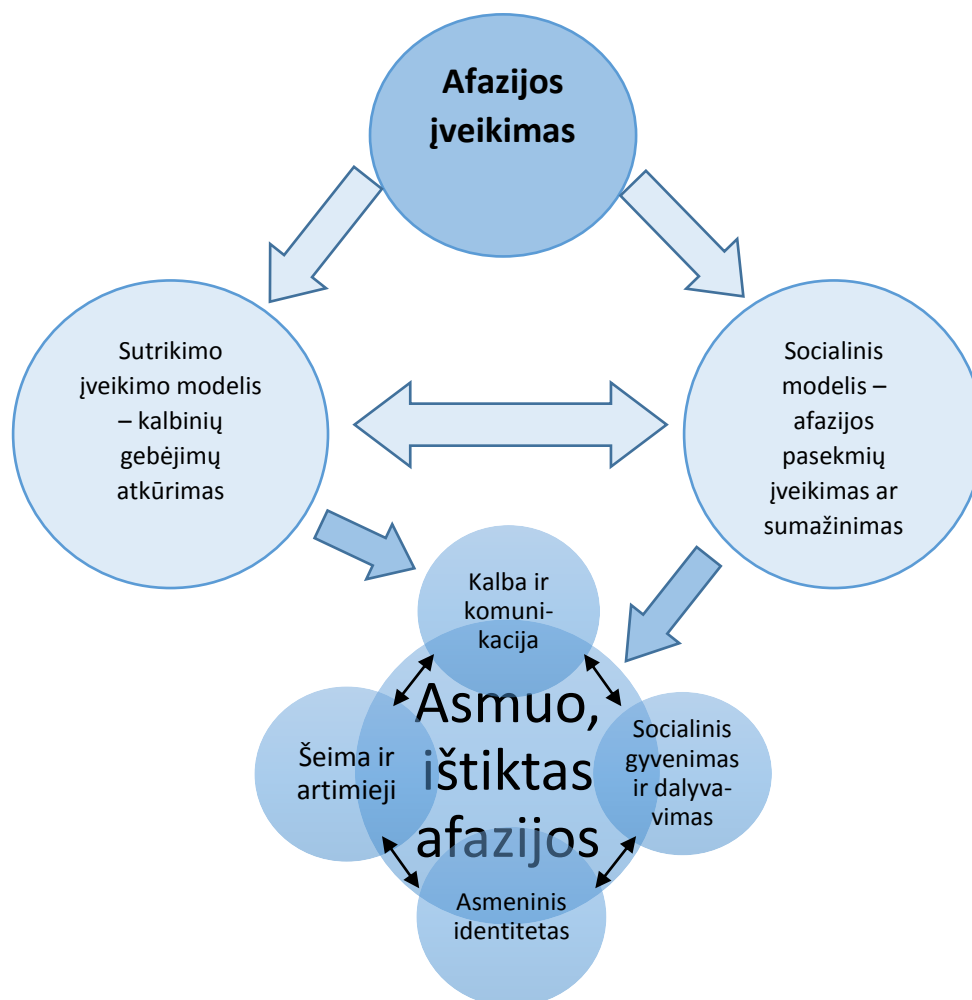 Afazijos
įveikimas
Sutrikimo
įveikimo modelis
– kalbinių
gebėjimų
atkūrimas
Socialinis
modelis –
afazijos
pasekmių
įveikimas ar
sumažinimas
Kalba ir
komuni-
kacija
Asmuo,
ištiktas
afazijos
Šeima ir
artimieji
Socialinis
gyvenimas
ir dalyva-
vimas
Asmeninis
identitetas